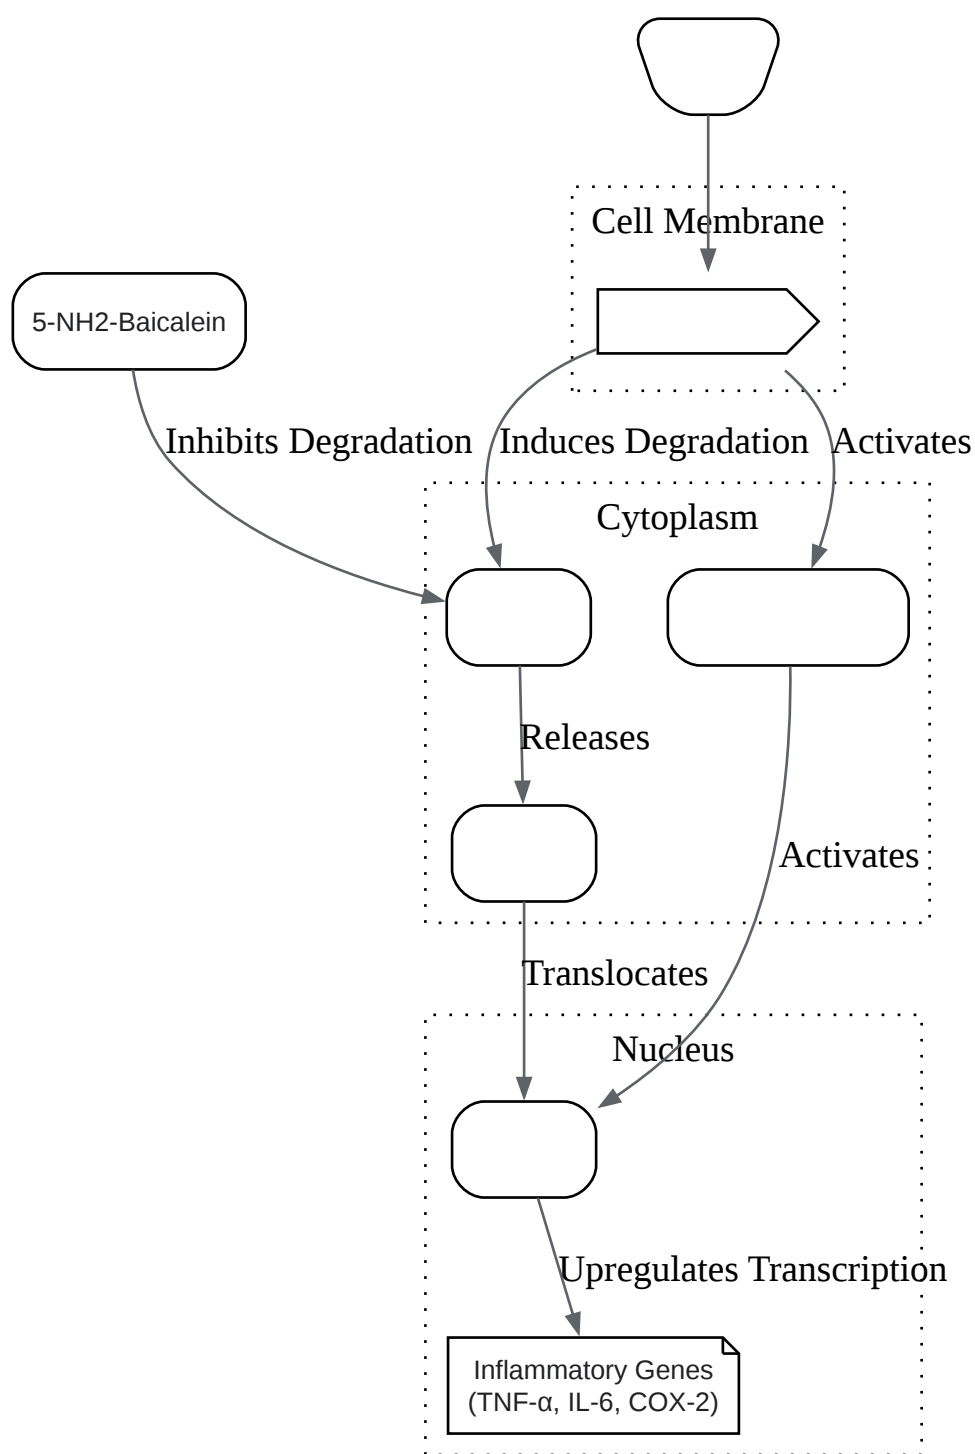 Cell Membrane
5-NH2-Baicalein
Inhibits Degradation
Induces Degradation
Activates
Cytoplasm
Releases
Activates
Translocates
Nucleus
Upregulates Transcription
Inflammatory Genes
(TNF-α, IL-6, COX-2)